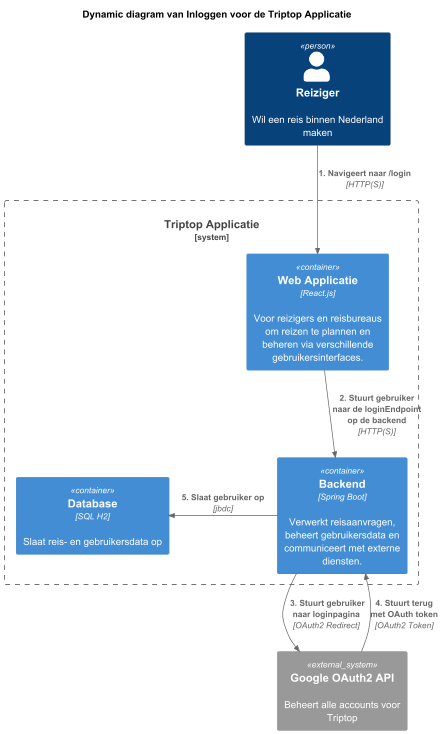 Dynamic diagram van Inloggen voor de Triptop Applicatie
«person»
Reiziger
Wil een reis binnen Nederland
maken
1. Navigeert naar /login
[HTTP(S)]
Triptop Applicatie
[system]
«container»
Web Applicatie
[React.js]
Voor reizigers en reisbureaus
om reizen te plannen en
beheren via verschillende
gebruikersinterfaces.
2. Stuurt gebruiker
naar de loginEndpoint
op de backend
[HTTP(S)]
«container»
Database
[SQL H2]
Slaat reis- en gebruikersdata op
5. Slaat gebruiker op
[jbdc]
«container»
Backend
[Spring Boot]
Verwerkt reisaanvragen,
beheert gebruikersdata en
communiceert met externe
diensten.
3. Stuurt gebruiker
naar loginpagina
[OAuth2 Redirect]
4. Stuurt terug
met OAuth token
[OAuth2 Token]
«external_system»
Google OAuth2 API
Beheert alle accounts voor
Triptop